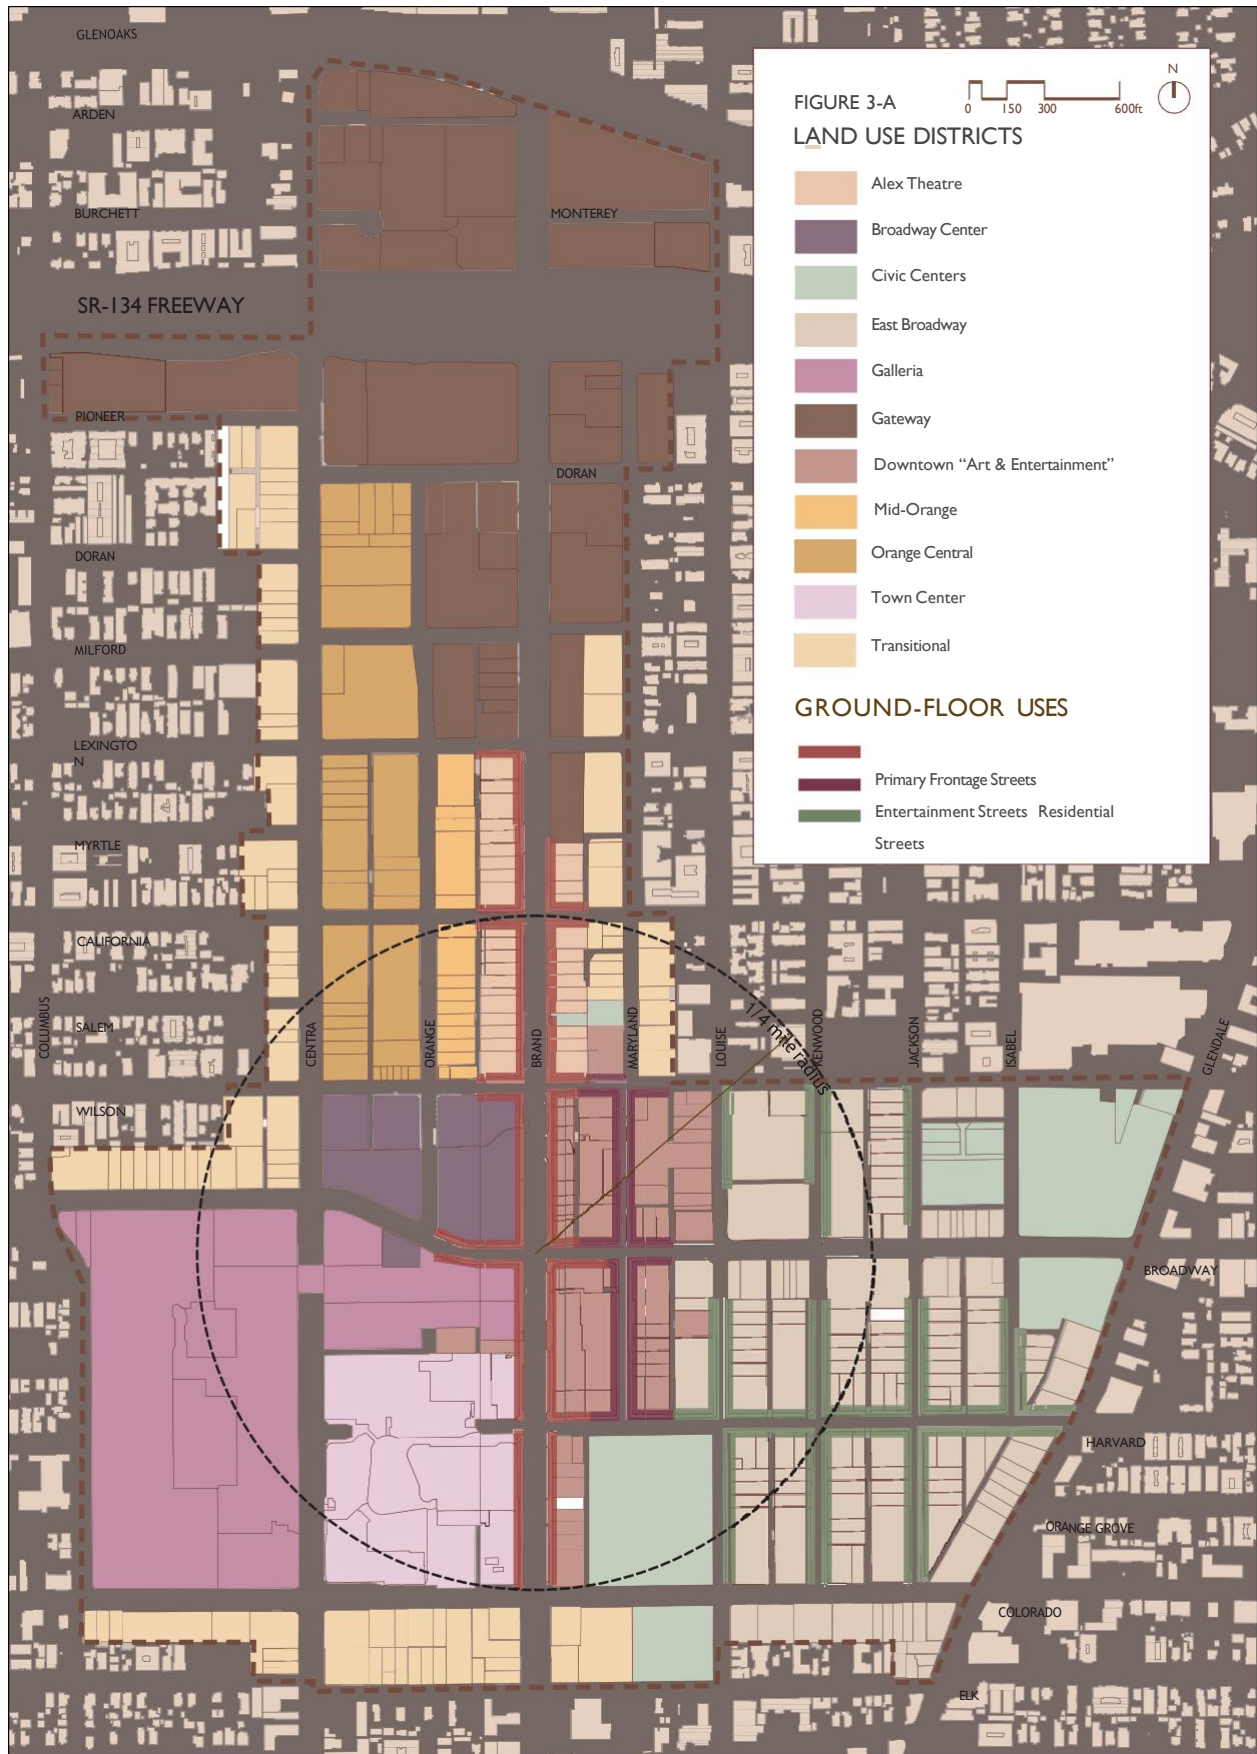 GLENOAKS
ARDEN
BURCHETT
MONTEREY
SR-134 FREEWAY
PIONEER
DORAN
DORAN
MILFORD
LEXINGTO
N
MYRTLE
CALIFORNIA
SALEM
WILSON
COLUMBUS
CENTRA
ORANGE
BRAND
MARYLAND
LOUISE
KENWOOD
JACKSON
ISABEL
GLENDALE
1/4 mile radius
BROADWAY
HARVARD
ORANGE GROVE
COLORADO
ELK
N
0 150 300 600ft
FIGURE 3-A
LAND USE DISTRICTS
Alex Theatre
Broadway Center
Civic Centers
East Broadway
Galleria
Gateway
Downtown “Art & Entertainment”
Mid-Orange
Orange Central
Town Center
Transitional
GROUND-FLOOR USES
Primary Frontage Streets
Entertainment Streets Residential
Streets